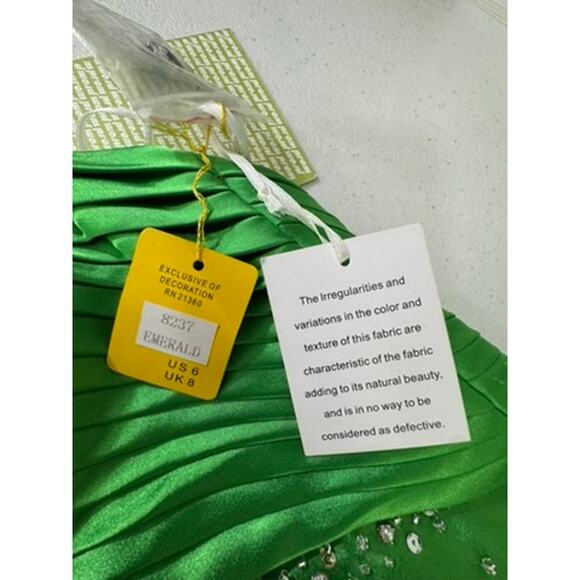 EXCLUSIVE OF
DECORATION
RN 21360
8237
EMERALD
US 6
UK 8
The Irregularities and
variations in the color and
texture of this fabric are
characteristic of the fabric
adding to its natural beauty,
and is in no way to be
considered as defective.